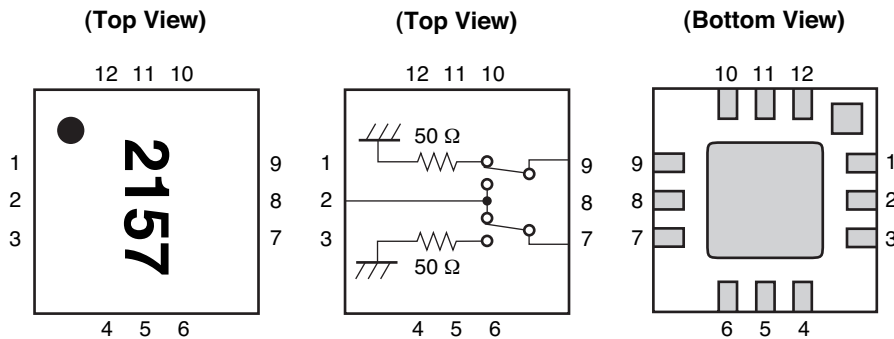 (Top View) (Top View) (Bottom View)
12 11 10 12 11 10 10 11 12
50 Ω
1 9 1 9 9 1
2157
2 8 2 8 8 2
3 7 3 7 7 3
50 Ω
4 5 6 4 5 6 6 5 4